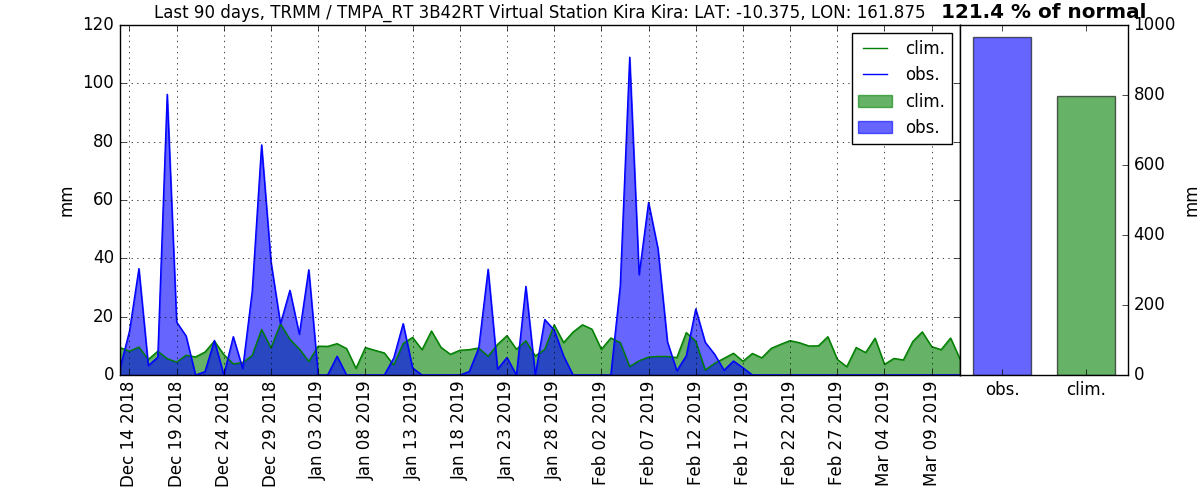 Last 90 days, TRMM / TMPA_RT 3B42RT Virtual Station Kira Kira: LAT: -10.375, LON: 161.875 121.4 % of normal
120
100
80
60
40
20
0
mm
clim.
obs.
clim.
obs.
Dec 14 2018
Dec 19 2018
Dec 24 2018
Dec 29 2018
Jan 03 2019
Jan 08 2019
Jan 13 2019
Jan 18 2019
Jan 23 2019
Jan 28 2019
Feb 02 2019
Feb 07 2019
Feb 12 2019
Feb 17 2019
Feb 22 2019
Feb 27 2019
Mar 04 2019
Mar 09 2019
1000
800
600
400
200
0
mm
obs. clim.